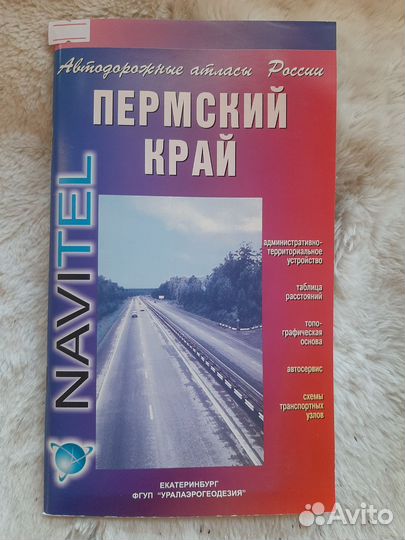 Автодорожные атласы России
ПЕРМСКИЙ
КРАЙ
NAVITEL
административно-
территориальное
устройство
таблица
расстояний
топо-
графическая
основа
автосервис
схемы
транспортных
узлов
ЕКАТЕРИНБУРГ
ФГУП "УРАЛАЭРОГЕОДЕЗИЯ"
Avito